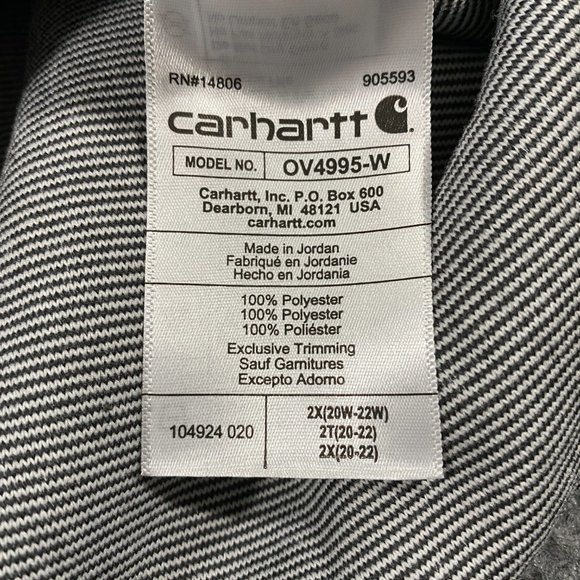 RN#14806 905593
carhartt
MODEL NO. OV4995-W
Carhartt, Inc. P.O. Box 600
Dearborn, MI 48121 USA
carhartt.com
Made in Jordan
Fabriqué en Jordanie
Hecho en Jordania
100% Polyester
100% Polyester
100% Poliéster
Exclusive Trimming
Sauf Garnitures
Excepto Adorno
104924 020
2X(20W-22W)
2T(20-22)
2X(20-22)